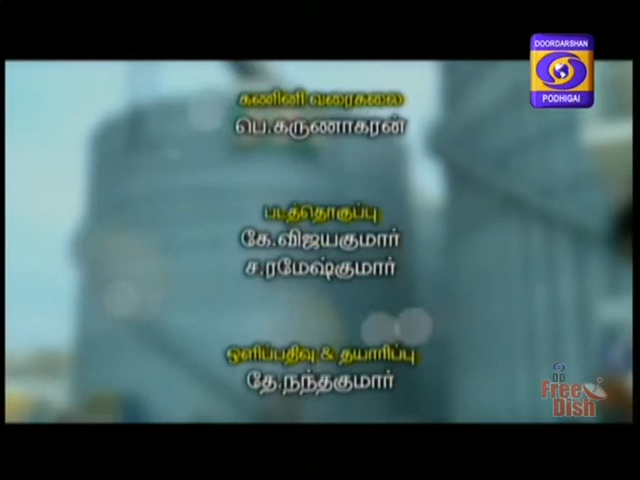 DOORDARSHAN
PODHIGAI
கணினி வரைகலை
பெ.கருணாகரன்
படத்தொகுப்பு
கே.விஜயகுமார்
ச.ரமேஷ்குமார்
ஒளிப்பதிவு & தயாரிப்பு
தே.நந்தகுமார்
DD
Free
Dish